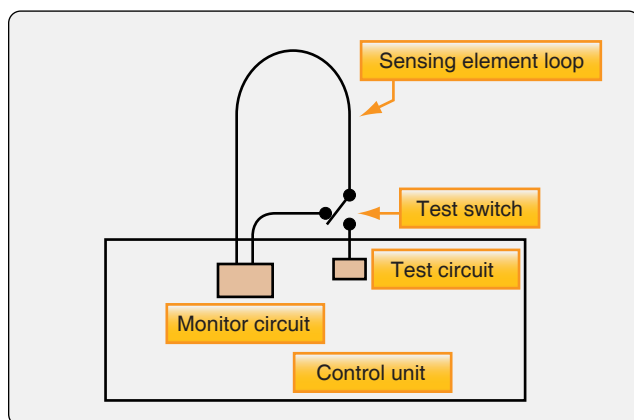 Sensing element loop
Test switch
Test circuit
Monitor circuit
Control unit